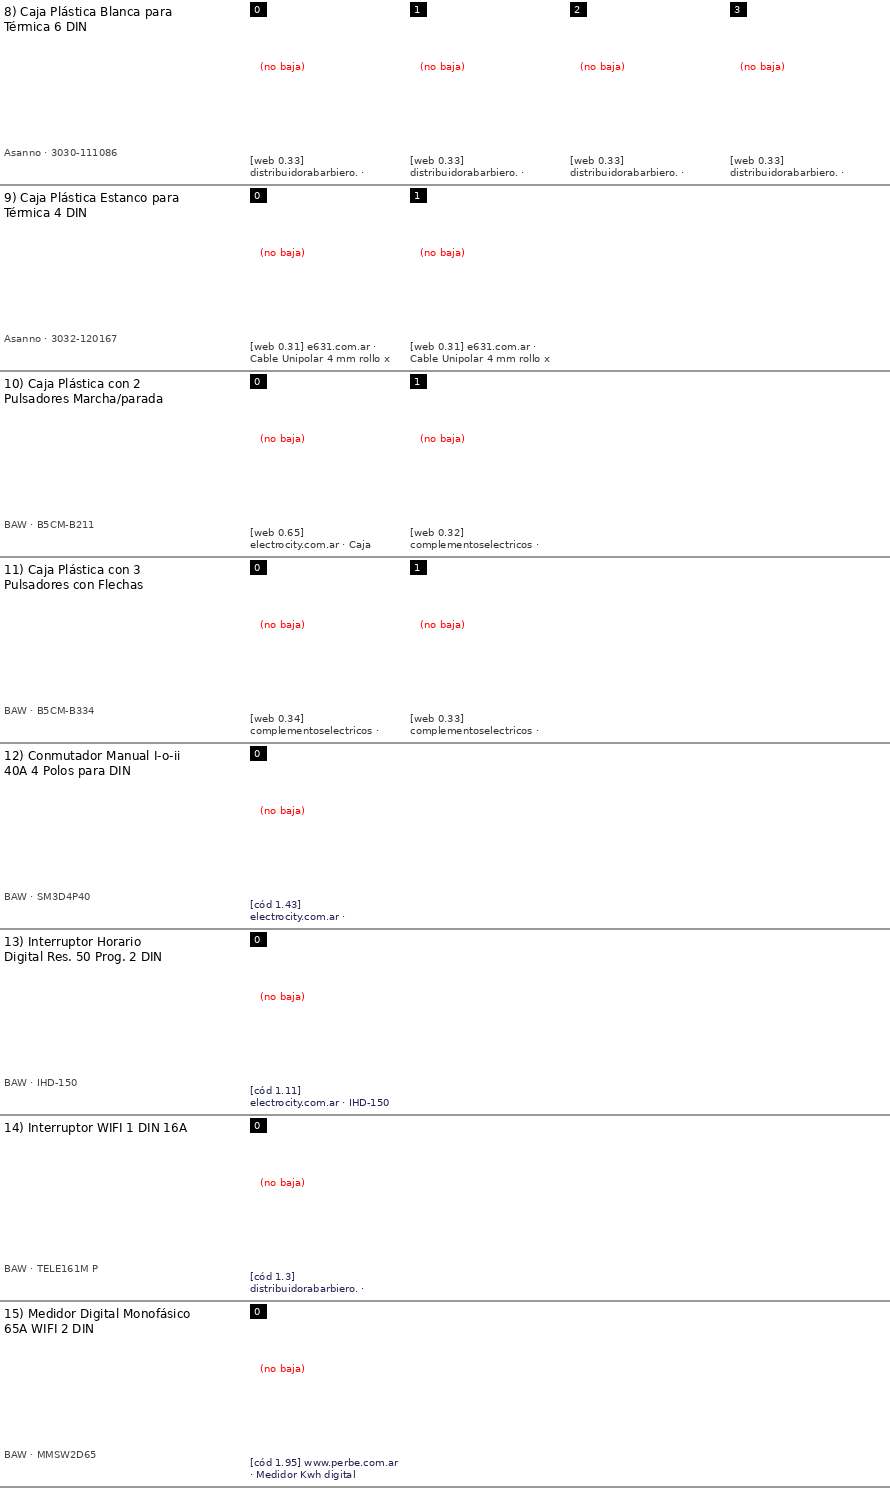 8) Caja Plástica Blanca para
Térmica 6 DIN
Asanno · 3030-111086
0
(no baja)
[web 0.33]
distribuidorabarbiero. ·
1
(no baja)
[web 0.33]
distribuidorabarbiero. ·
2
(no baja)
[web 0.33]
distribuidorabarbiero. ·
3
(no baja)
[web 0.33]
distribuidorabarbiero. ·
9) Caja Plástica Estanco para
Térmica 4 DIN
Asanno · 3032-120167
0
(no baja)
[web 0.31] e631.com.ar ·
Cable Unipolar 4 mm rollo x
1
(no baja)
[web 0.31] e631.com.ar ·
Cable Unipolar 4 mm rollo x
10) Caja Plástica con 2
Pulsadores Marcha/parada
BAW · B5CM-B211
0
(no baja)
[web 0.65]
electrocity.com.ar · Caja
1
(no baja)
[web 0.32]
complementoselectricos ·
11) Caja Plástica con 3
Pulsadores con Flechas
BAW · B5CM-B334
0
(no baja)
[web 0.34]
complementoselectricos ·
1
(no baja)
[web 0.33]
complementoselectricos ·
12) Conmutador Manual I-o-ii
40A 4 Polos para DIN
BAW · SM3D4P40
0
(no baja)
[cód 1.43]
electrocity.com.ar ·
13) Interruptor Horario
Digital Res. 50 Prog. 2 DIN
BAW · IHD-150
0
(no baja)
[cód 1.11]
electrocity.com.ar · IHD-150
14) Interruptor WIFI 1 DIN 16A
BAW · TELE161M P
0
(no baja)
[cód 1.3]
distribuidorabarbiero. ·
15) Medidor Digital Monofásico
65A WIFI 2 DIN
BAW · MMSW2D65
0
(no baja)
[cód 1.95] www.perbe.com.ar
· Medidor Kwh digital